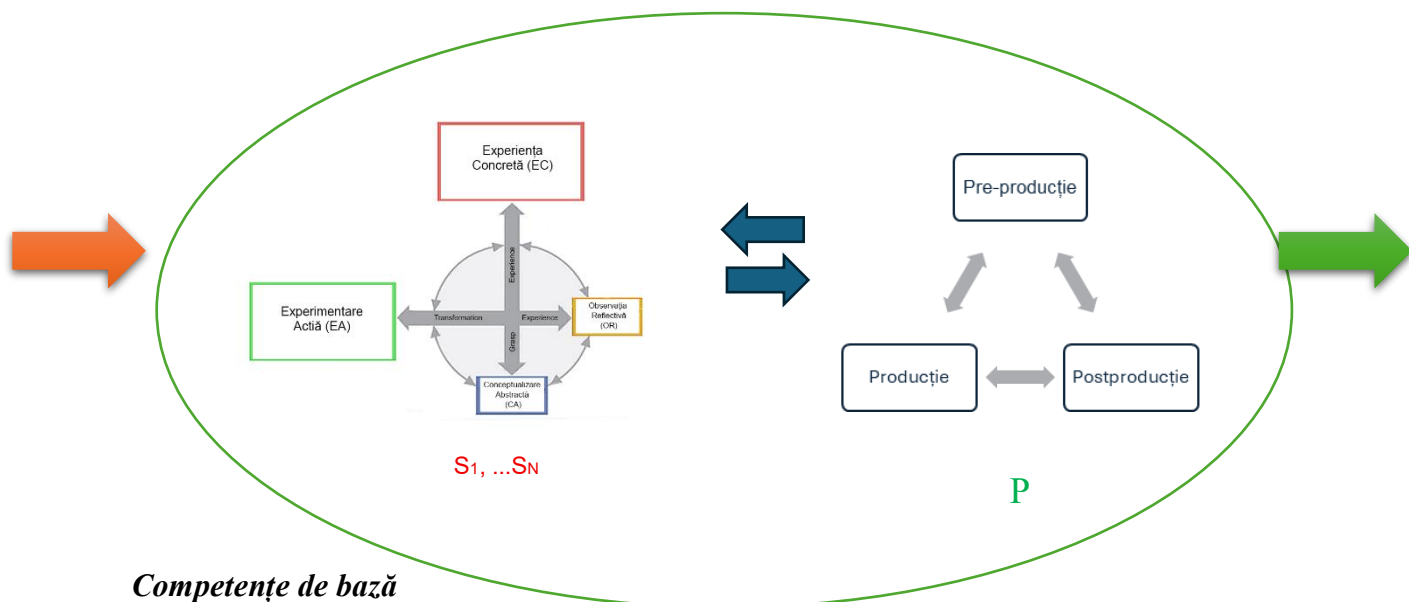 Experiența
Concretă (EC)
Pre-producție
Experience
Experimentare
Actiă (EA)
Transformation
Experience
Observația
Reflectivă
(OR)
Grasp
Conceptualizare
Abstractă
(CA)
Producție
Postproducție
S1, ...SN
P
Competențe de bază